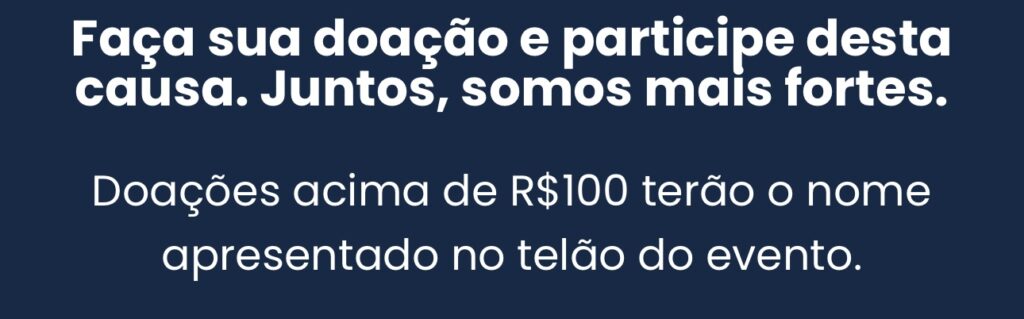 Faça sua doação e participe desta
causa. Juntos, somos mais fortes.
Doações acima de R$100 terão o nome
apresentado no telão do evento.